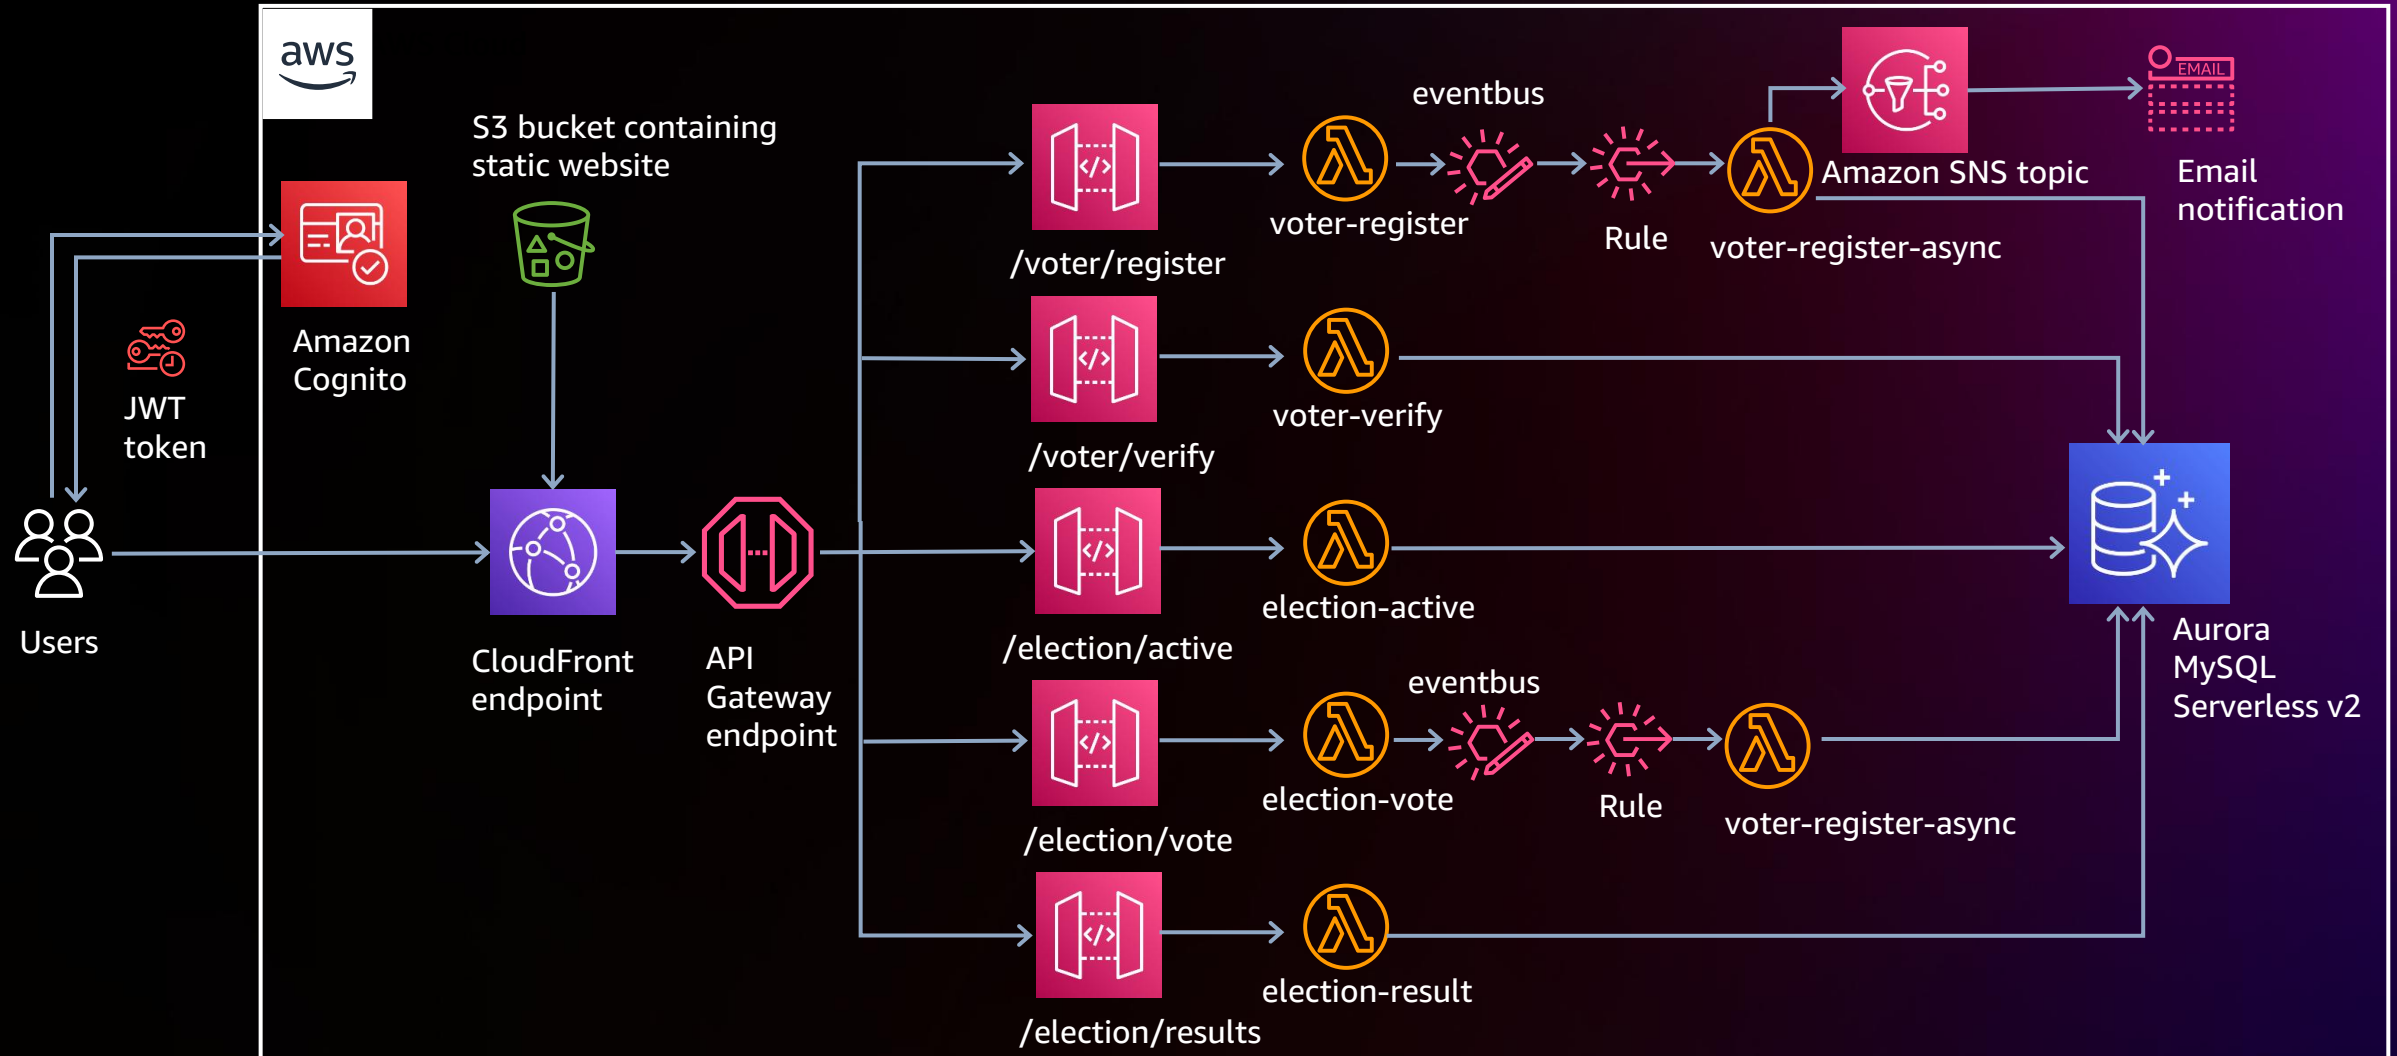 aws
S3 bucket containing
static website
Amazon
Cognito
JWT
token
Users
CloudFront
endpoint
API
Gateway
endpoint
/voter/register
voter-register
eventbus
Rule
voter-register-async
Amazon SNS topic
EMAIL
Email
notification
/voter/verify
voter-verify
/election/active
election-active
/election/vote
election-vote
eventbus
Rule
voter-register-async
/election/results
election-result
Aurora
MySQL
Serverless v2